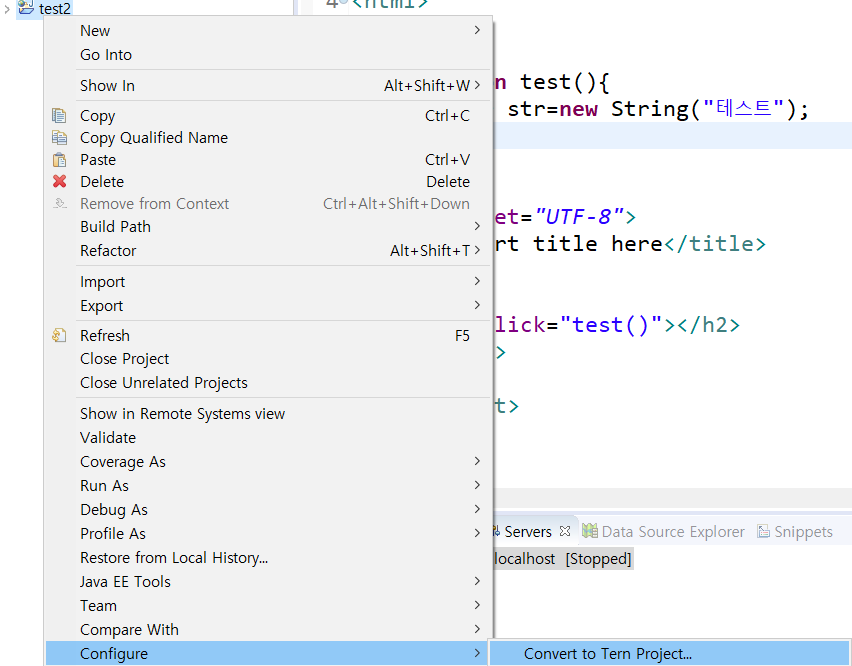 test2
4 <html>
New
Go Into
Show In Alt+Shift+W
n test(){
Copy Ctrl+C
str=new String("테스트");
Copy Qualified Name
Paste Ctrl+V
Delete Delete
Remove from Context Ctrl+Alt+Shift+Down
et="UTF-8">
Build Path
rt title here</title>
Refactor Alt+Shift+T
Import
Export
lick="test()"></h2>
Refresh F5
>
Close Project
Close Unrelated Projects
t>
Show in Remote Systems view
Validate
Coverage As
Run As
Debug As
Profile As
Servers Data Source Explorer Snippets
Restore from Local History...
localhost [Stopped]
Java EE Tools
Team
Compare With
Configure Convert to Tern Project...